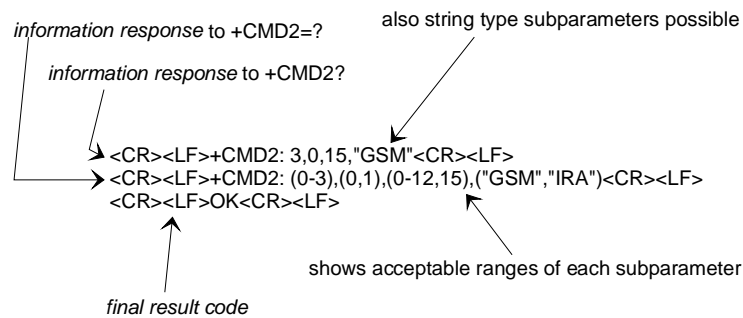 also string type subparameters possible
information response to +CMD2=?
information response to +CMD2?
<CR><LF>+CMD2: 3,0,15,"GSM"<CR><LF>
<CR><LF>+CMD2: (0-3),(0,1),(0-12,15),("GSM","IRA")<CR><LF>
<CR><LF>OK<CR><LF>
shows acceptable ranges of each subparameter
final result code